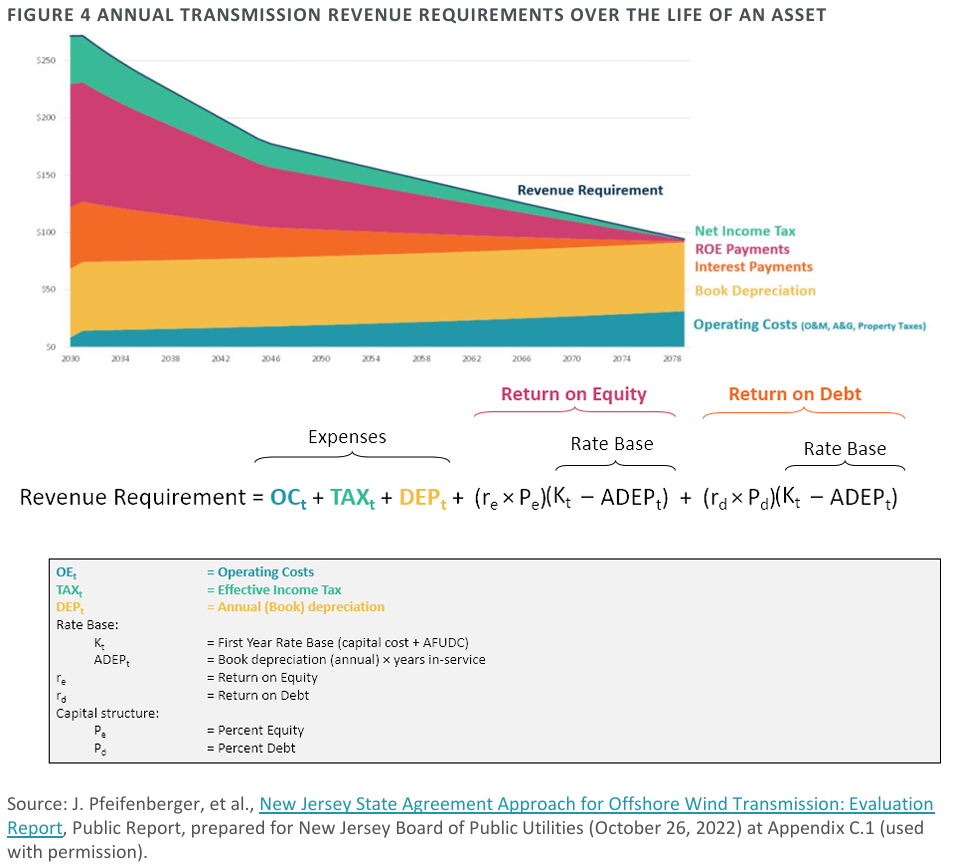 FIGURE 4 ANNUAL TRANSMISSION REVENUE REQUIREMENTS OVER THE LIFE OF AN ASSET
$250
$200
$150
$100
$50
$0
Revenue Requirement
Net Income Tax
ROE Payments
Interest Payments
Book Depreciation
Operating Costs (O&M, A&G, Property Taxes)
2030 2034 2038 2042 2046 2050 2054 2058 2062 2066 2070 2074 2078
Return on Equity Return on Debt
Expenses Rate Base Rate Base
Revenue Requirement = OCt + TAXt + DEPt + (re × Pe)(Kt − ADEPt) + (rd × Pd)(Kt − ADEPt)
OEt = Operating Costs
TAXt = Effective Income Tax
DEPt = Annual (Book) depreciation
Rate Base:
Kt = First Year Rate Base (capital cost + AFUDC)
ADEPt = Book depreciation (annual) × years in-service
re = Return on Equity
rd = Return on Debt
Capital structure:
Pe = Percent Equity
Pd = Percent Debt
Source: J. Pfeifenberger, et al., New Jersey State Agreement Approach for Offshore Wind Transmission: Evaluation
Report, Public Report, prepared for New Jersey Board of Public Utilities (October 26, 2022) at Appendix C.1 (used
with permission).